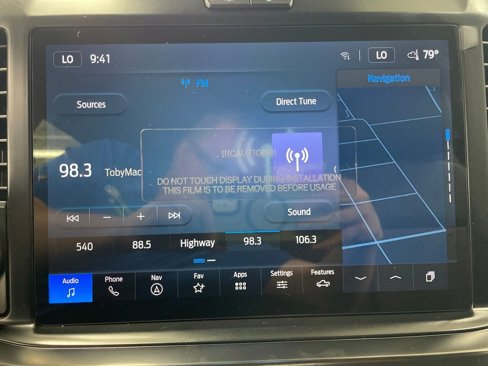 LO 9:41 LO 79°
FM Navigation
Sources Direct Tune
!!!CAUTION!!!
98.3 TobyMac
DO NOT TOUCH DISPLAY DURING INSTALLATION
THIS FILM IS TO BE REMOVED BEFORE USAGE
Sound
540 88.5 Highway 98.3 106.3
Audio Phone Nav Fav Apps Settings Features